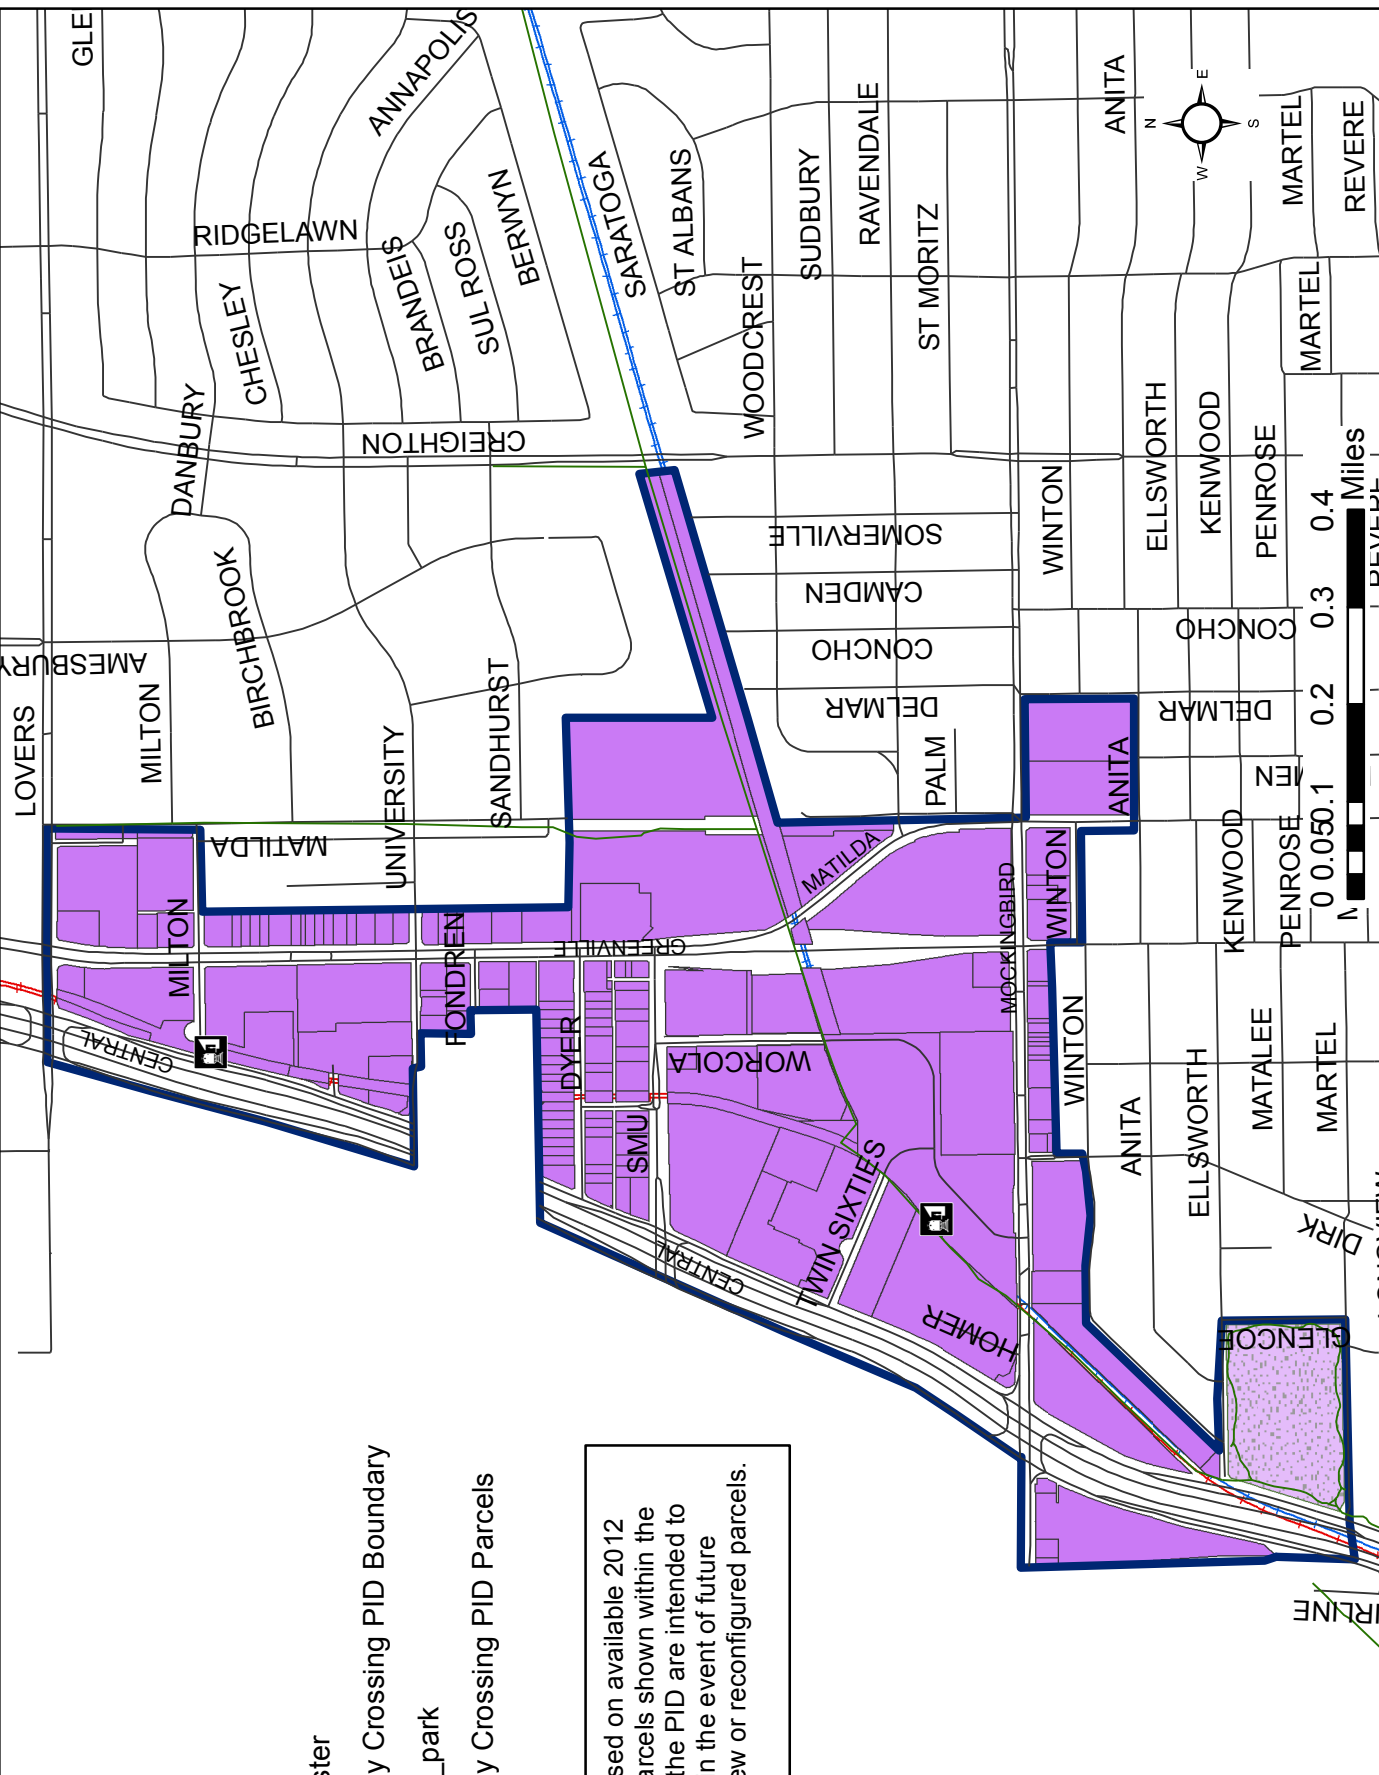 GLE
ANNAPOLIS
RIDGELAWN
CHESLEY
BRANDEIS
SUL ROSS
BERWYN
SARATOGA
ST ALBANS
WOODCREST
SUDBURY
RAVENDALE
ST MORITZ
ANITA
N
E
S
W
MARTEL
REVERE
MARTEL
DANBURY
CREIGHTON
BIRCHBROOK
AMESBURY
MILTON
LOVERS
UNIVERSITY
SANDHURST
MATILDA
SOMERVILLE
CAMDEN
CONCHO
DELMAR
PALM
WINTON
ELLSWORTH
KENWOOD
PENROSE
CONCHO
DELMAR
ANITA
MILTON
FONDREN
GREENVILLE
MATILDA
MOCKINGBIRD
WINTON
KENWOOD
PENROSE
CENTRAL
DYER
SMU
WORCOLA
TWIN SIXTIES
CENTRAL
HOMER
WINTON
ANITA
ELLSWORTH
MATALEE
MARTEL
DIRK
GLENCOE
0 0.05 0.1 0.2 0.3 0.4
Miles
ster
y Crossing PID Boundary
_park
y Crossing PID Parcels
sed on available 2012
arcels shown within the
the PID are intended to
n the event of future
ew or reconfigured parcels.